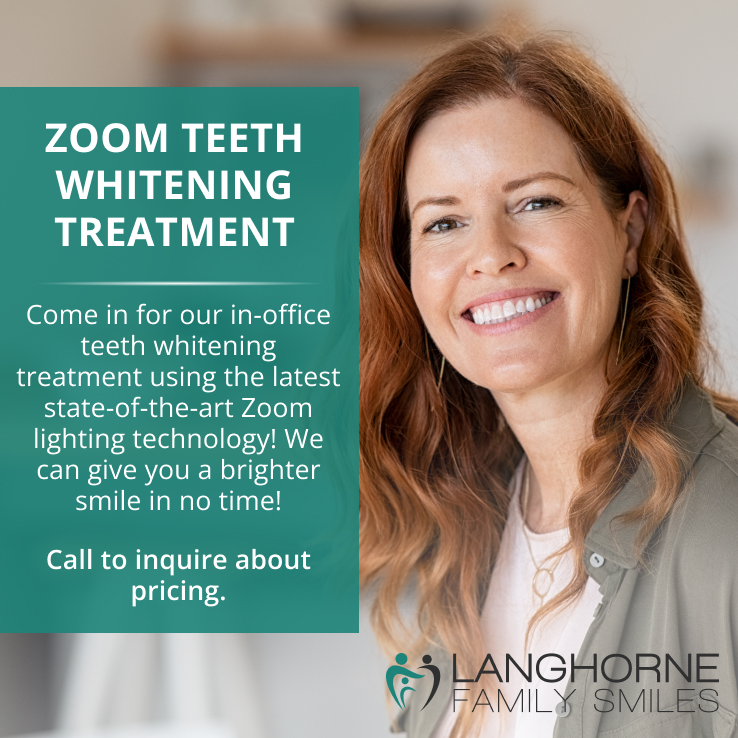 ZOOM TEETH
WHITENING
TREATMENT
Come in for our in-office
teeth whitening
treatment using the latest
state-of-the-art Zoom
lighting technology! We
can give you a brighter
smile in no time!
Call to inquire about
pricing.
LANGHORNE
FAMILY SMILES